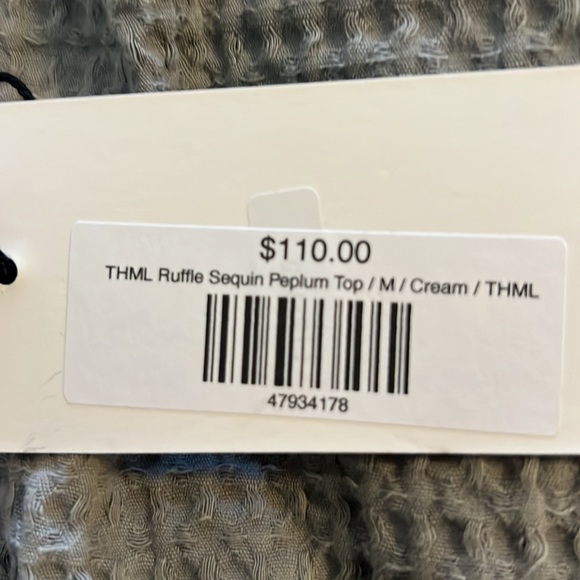 $110.00
THML Ruffle Sequin Peplum Top / M / Cream / THML
47934178